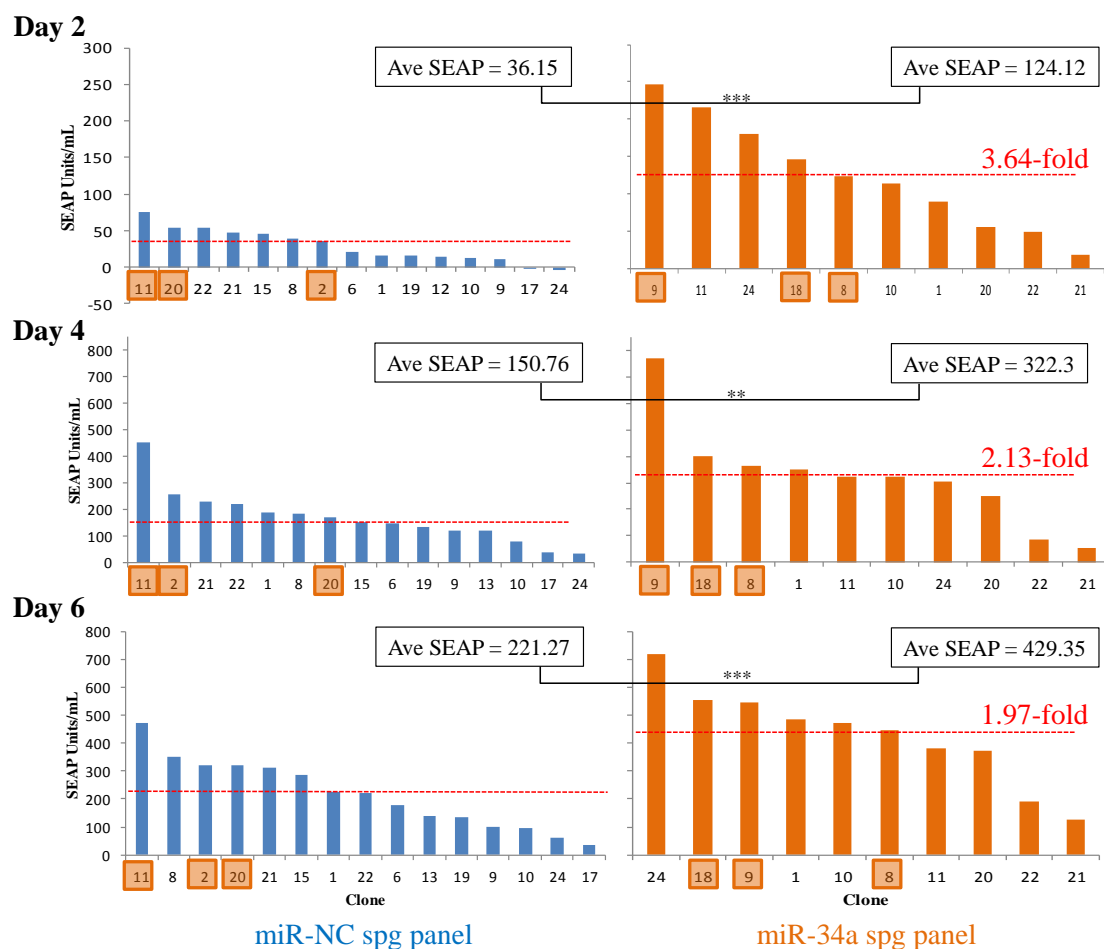 Day 2
Ave SEAP = 36.15
Ave SEAP = 124.12
***
3.64-fold
SEAP Units/mL
300
250
200
150
100
50
0
-50
11 20 22 21 15 8 2 6 1 19 12 10 9 17 24
9 11 24 18 8 10 1 20 22 21
Day 4
Ave SEAP = 150.76
Ave SEAP = 322.3
**
2.13-fold
SEAP Units/mL
800
700
600
500
400
300
200
100
0
11 2 21 22 1 8 20 15 6 19 9 13 10 17 24
9 18 8 1 11 10 24 20 22 21
Day 6
Ave SEAP = 221.27
Ave SEAP = 429.35
***
1.97-fold
SEAP Units/mL
800
700
600
500
400
300
200
100
0
11 8 2 20 21 15 1 22 6 13 19 9 10 24 17
24 18 9 1 10 8 11 20 22 21
Clone
Clone
miR-NC spg panel
miR-34a spg panel